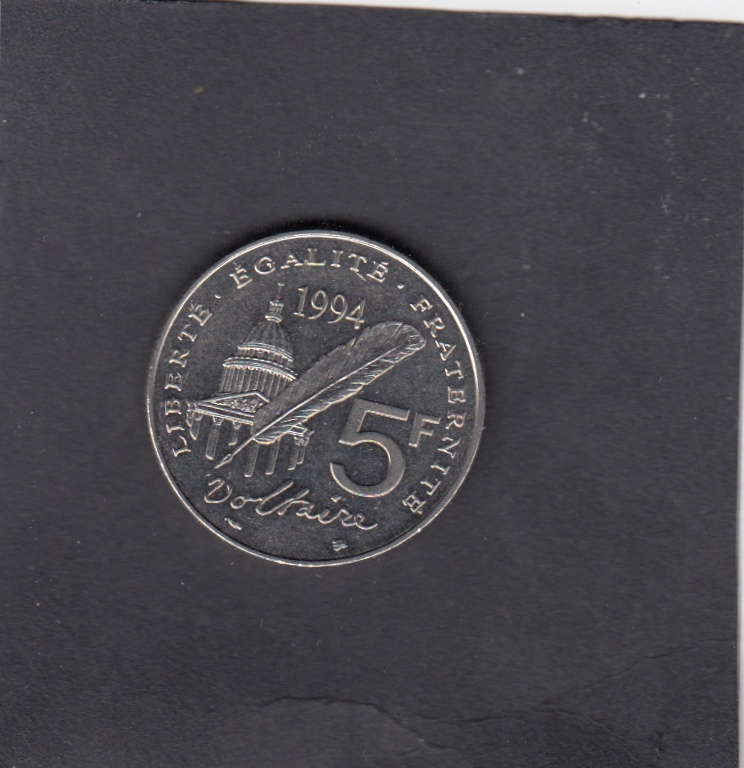 LIBERTÉ · ÉGALITÉ · FRATERNITÉ
1994
5F
Voltaire